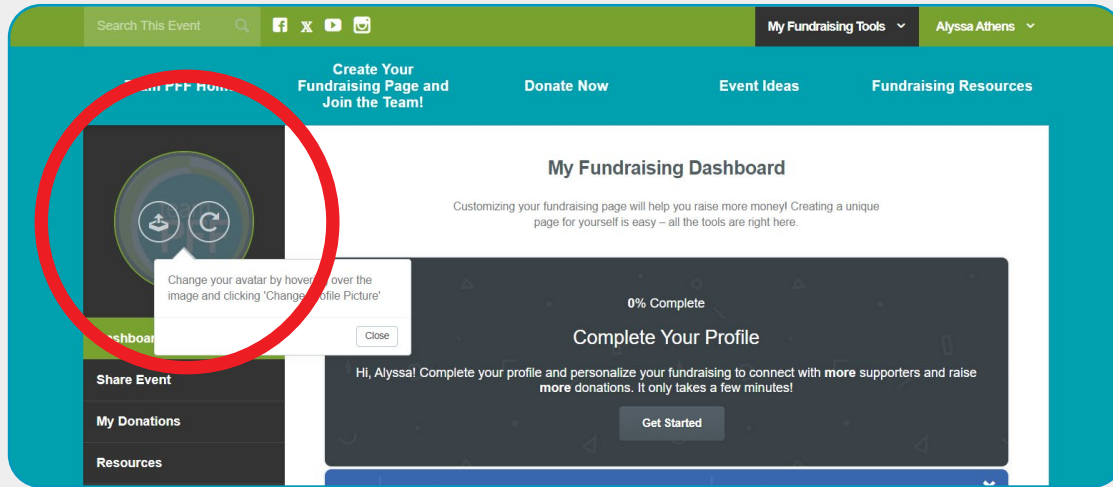 Search This Event
My Fundraising Tools
Alyssa Athens
Team PFF Home
Create Your
Fundraising Page and
Join the Team!
Donate Now
Event Ideas
Fundraising Resources
My Fundraising Dashboard
Customizing your fundraising page will help you raise more money! Creating a unique
page for yourself is easy – all the tools are right here.
Change your avatar by hovering over the
image and clicking 'Change Profile Picture'
Close
0% Complete
Complete Your Profile
Hi, Alyssa! Complete your profile and personalize your fundraising to connect with more supporters and raise
more donations. It only takes a few minutes!
Get Started
Dashboard
Share Event
My Donations
Resources